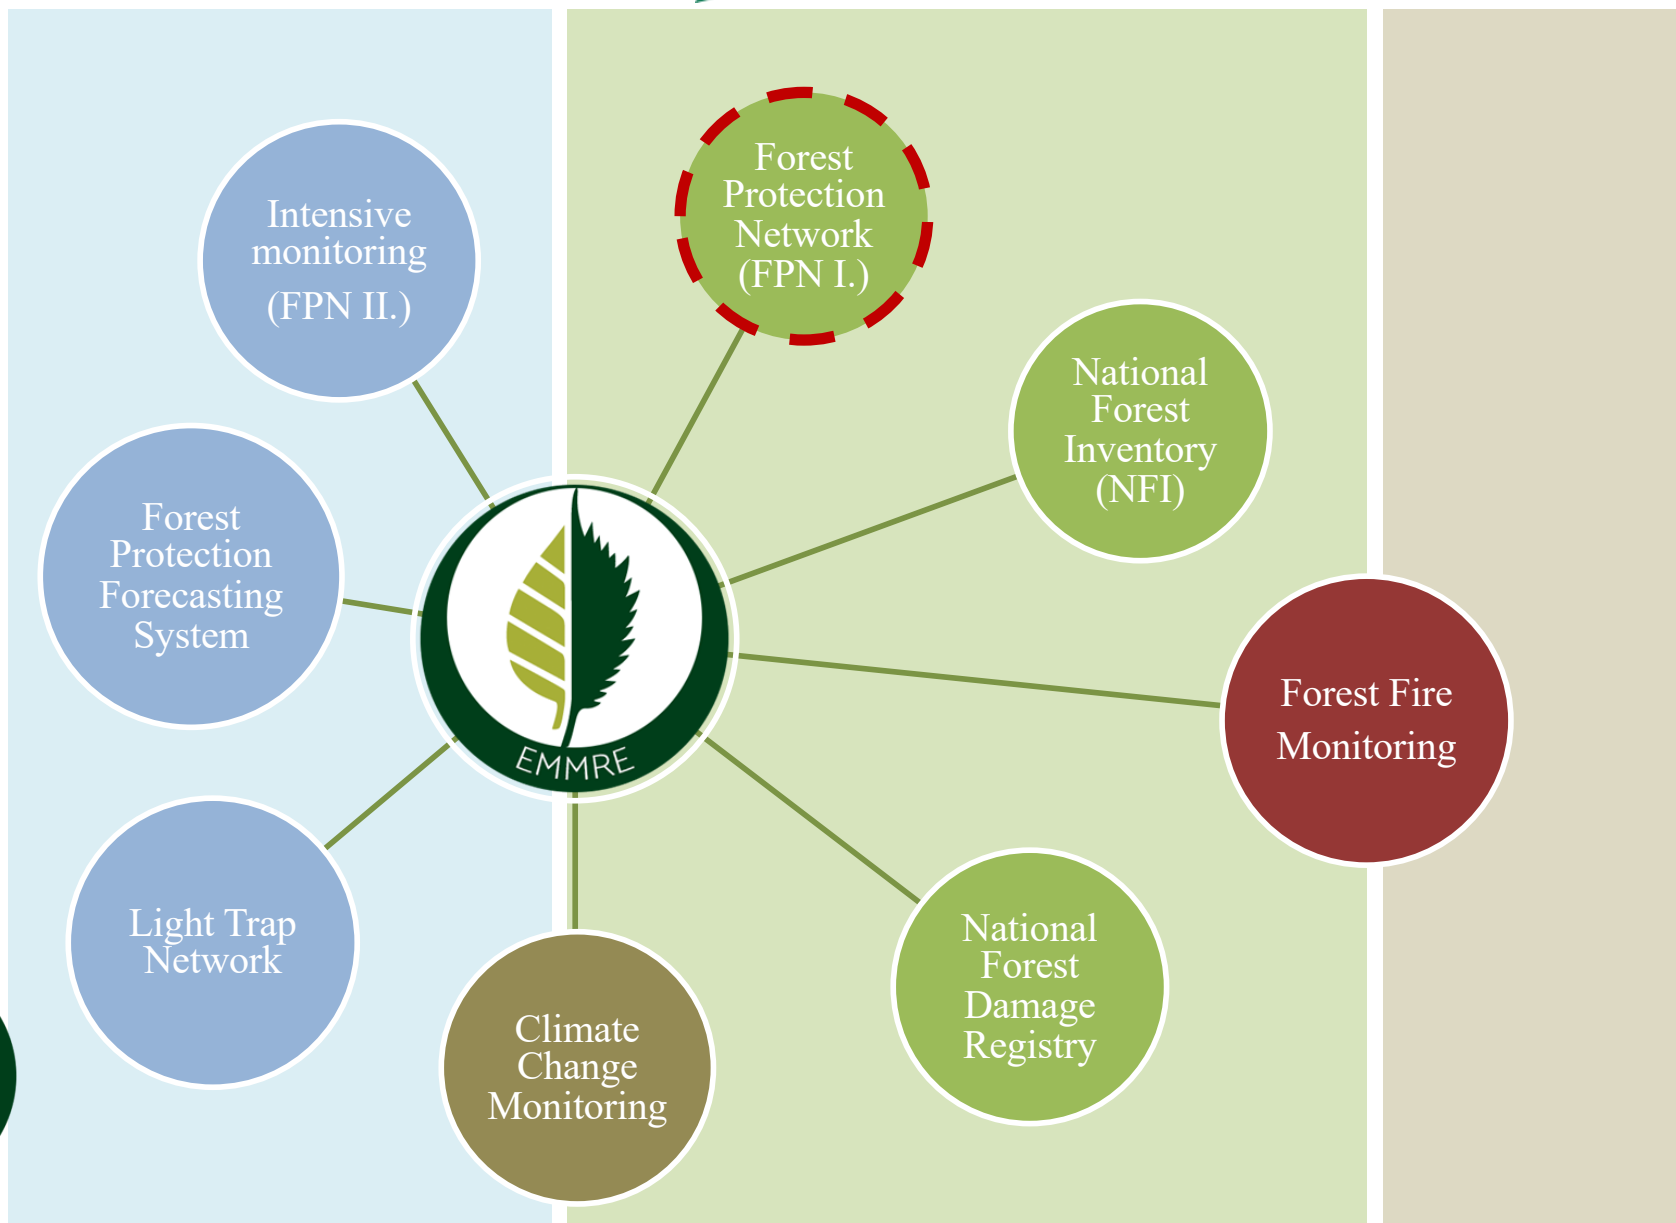 Intensive
monitoring
(FPN II.)
Forest
Protection
Network
(FPN I.)
National
Forest
Inventory
(NFI)
Forest
Protection
Forecasting
System
EMMRE
Forest Fire
Monitoring
Light Trap
Network
Climate
Change
Monitoring
National
Forest
Damage
Registry